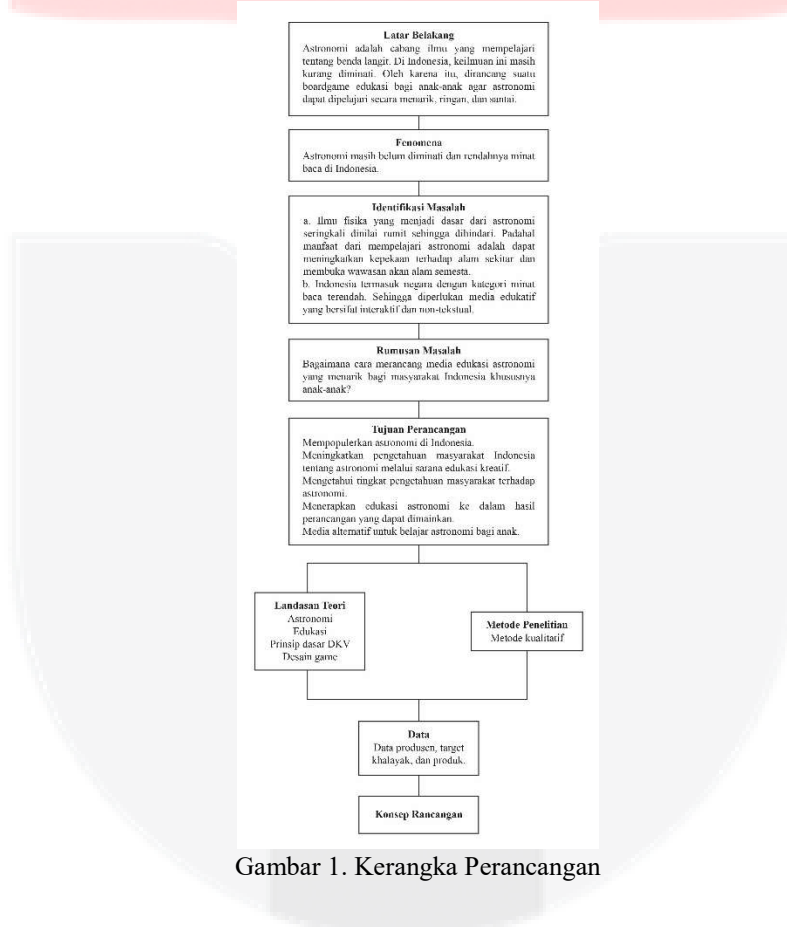 Latar Belakang
Astronomi adalah cabang ilmu yang mempelajari
tentang benda langit. Di Indonesia, keilmuan ini masih
kurang diminati. Oleh karena itu, dirancang suatu
boardgame edukasi bagi anak-anak agar astronomi
dapat dipelajari secara menarik, ringan, dan santai.
Fenomena
Astronomi masih belum diminati dan rendahnya minat
baca di Indonesia.
Identifikasi Masalah
a. Ilmu fisika yang menjadi dasar dari astronomi
seringkali dinilai rumit sehingga dihindari. Padahal
manfaat dari mempelajari astronomi adalah dapat
meningkatkan kepekaan terhadap alam sekitar dan
membuka wawasan akan alam semesta.
b. Indonesia termasuk negara dengan kategori minat
baca terendah. Sehingga diperlukan media edukatif
yang bersifat interaktif dan non-tekstual.
Rumusan Masalah
Bagaimana cara merancang media edukasi astronomi
yang menarik bagi masyarakat Indonesia khususnya
anak-anak?
Tujuan Perancangan
Mempopulerkan astronomi di Indonesia.
Meningkatkan pengetahuan masyarakat Indonesia
tentang astronomi melalui sarana edukasi kreatif.
Mengetahui tingkat pengetahuan masyarakat terhadap
astronomi.
Menerapkan edukasi astronomi ke dalam hasil
perancangan yang dapat dimainkan.
Media alternatif untuk belajar astronomi bagi anak.
Landasan Teori
Astronomi
Edukasi
Prinsip dasar DKV
Desain game
Metode Penelitian
Metode kualitatif
Data
Data produsen, target
khalayak, dan produk.
Konsep Rancangan
Gambar 1. Kerangka Perancangan